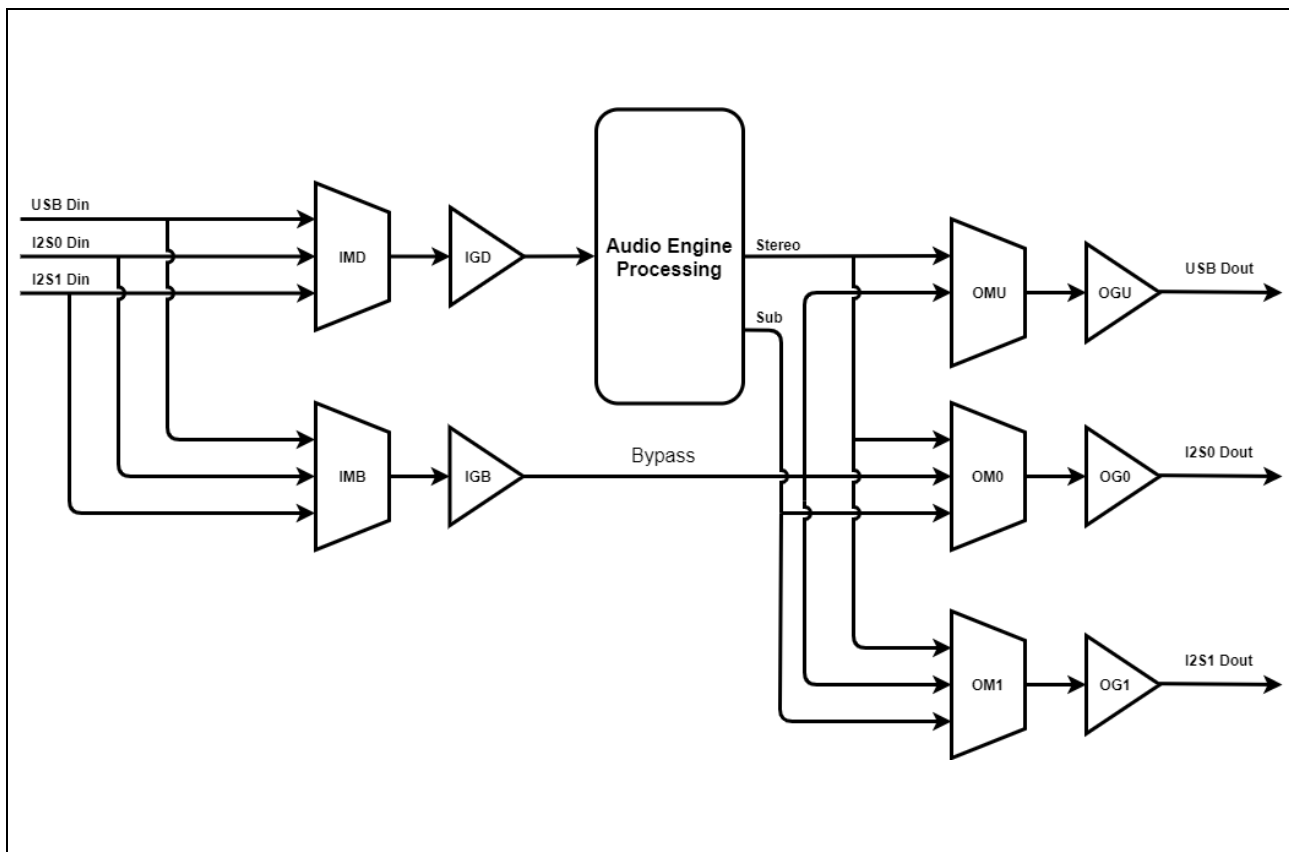 USB Din
I2S0 Din
I2S1 Din
IMD
IGD
Audio Engine
Processing
Stereo
Sub
OMU
OGU
USB Dout
IMB
IGB
Bypass
OM0
OG0
I2S0 Dout
OM1
OG1
I2S1 Dout